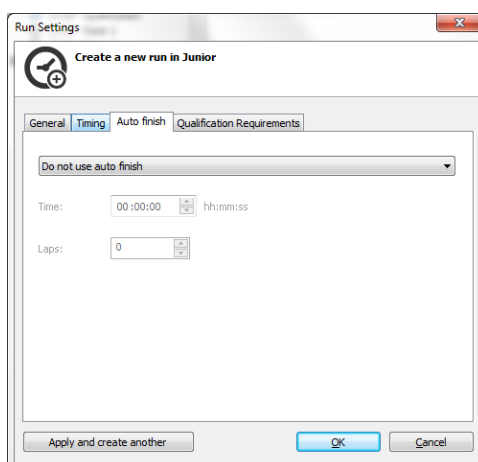 Run Settings
Create a new run in Junior
General Timing Auto finish Qualification Requirements
Do not use auto finish
Time: 00 :00:00 hh:mm:ss
Laps: 0
Apply and create another OK Cancel